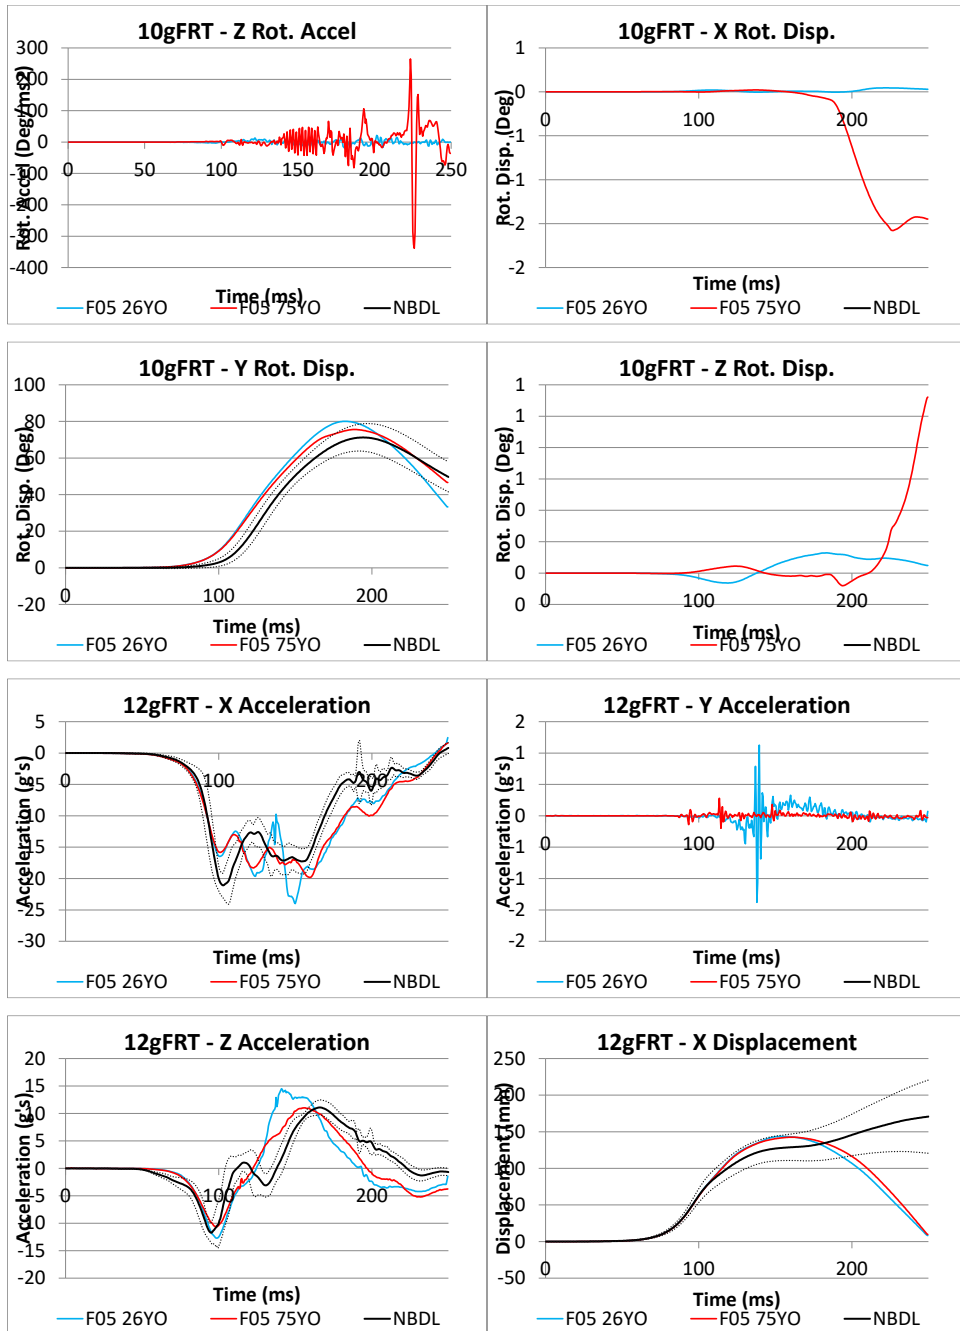 10gFRT - Z Rot. Accel
300
200
100
0
-100
-200
-300
-400
0 50 100 150 200 250
Rot. Accel (Deg/ms2)
Time (ms)
F05 26YO F05 75YO NBDL
10gFRT - X Rot. Disp.
1
0
-1
-1
-2
-2
0 100 200
Rot. Disp. (Deg)
Time (ms)
F05 26YO F05 75YO NBDL
10gFRT - Y Rot. Disp.
100
80
60
40
20
0
-20
0 100 200
Rot. Disp. (Deg)
Time (ms)
F05 26YO F05 75YO NBDL
10gFRT - Z Rot. Disp.
1
1
1
1
0
0
0
0
0 100 200
Rot. Disp. (Deg)
Time (ms)
F05 26YO F05 75YO NBDL
12gFRT - X Acceleration
5
0
-5
-10
-15
-20
-25
-30
0 100 200
Acceleration (g's)
Time (ms)
F05 26YO F05 75YO NBDL
12gFRT - Y Acceleration
2
1
1
0
-1
-1
-2
-2
0 100 200
Acceleration (g's)
Time (ms)
F05 26YO F05 75YO NBDL
12gFRT - Z Acceleration
20
15
10
5
0
-5
-10
-15
-20
0 100 200
Acceleration (g's)
Time (ms)
F05 26YO F05 75YO NBDL
12gFRT - X Displacement
250
200
150
100
50
0
-50
0 100 200
Displacement (mm)
Time (ms)
F05 26YO F05 75YO NBDL